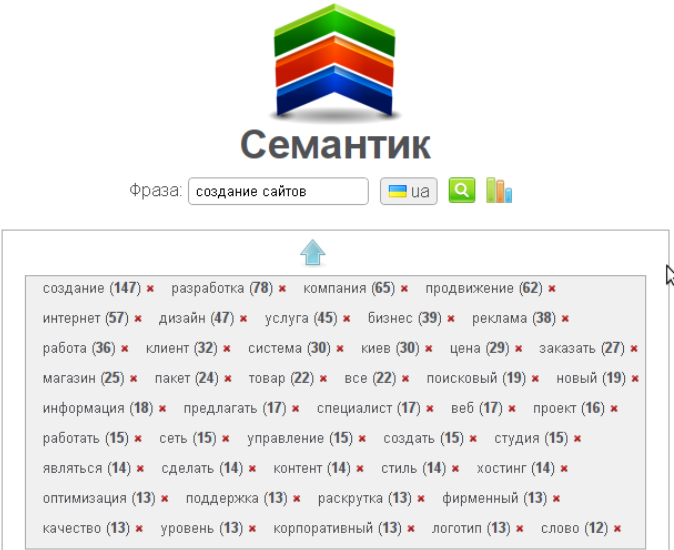 Семантик
Фраза: создание сайтов ua
создание (147) × разработка (78) × компания (65) × продвижение (62) ×
интернет (57) × дизайн (47) × услуга (45) × бизнес (39) × реклама (38) ×
работа (36) × клиент (32) × система (30) × киев (30) × цена (29) × заказать (27) ×
магазин (25) × пакет (24) × товар (22) × все (22) × поисковый (19) × новый (19) ×
информация (18) × предлагать (17) × специалист (17) × веб (17) × проект (16) ×
работать (15) × сеть (15) × управление (15) × создать (15) × студия (15) ×
являться (14) × сделать (14) × контент (14) × стиль (14) × хостинг (14) ×
оптимизация (13) × поддержка (13) × раскрутка (13) × фирменный (13) ×
качество (13) × уровень (13) × корпоративный (13) × логотип (13) × слово (12) ×